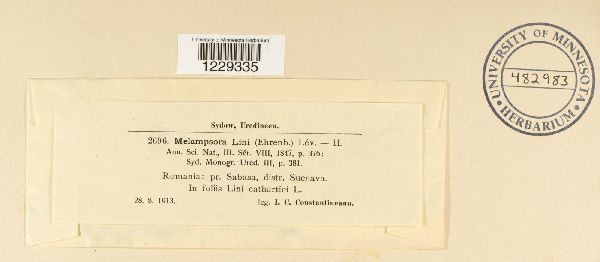 University of Minnesota Herbarium
1229335
UNIVERSITY OF MINNESOTA
482983
HERBARIUM
Sydow, Uredineen.
2696. Melampsora Lini (Ehrenb.) Lév. — II.
Ann. Sci. Nat., III. Sér. VIII, 1847, p. 376;
Syd. Monogr. Ured. III, p. 381.
Romania: pr. Sabasa, distr. Suceava.
In foliis Lini cathartici L.
28. 8. 1913.
leg. J. C. Constantineanu.